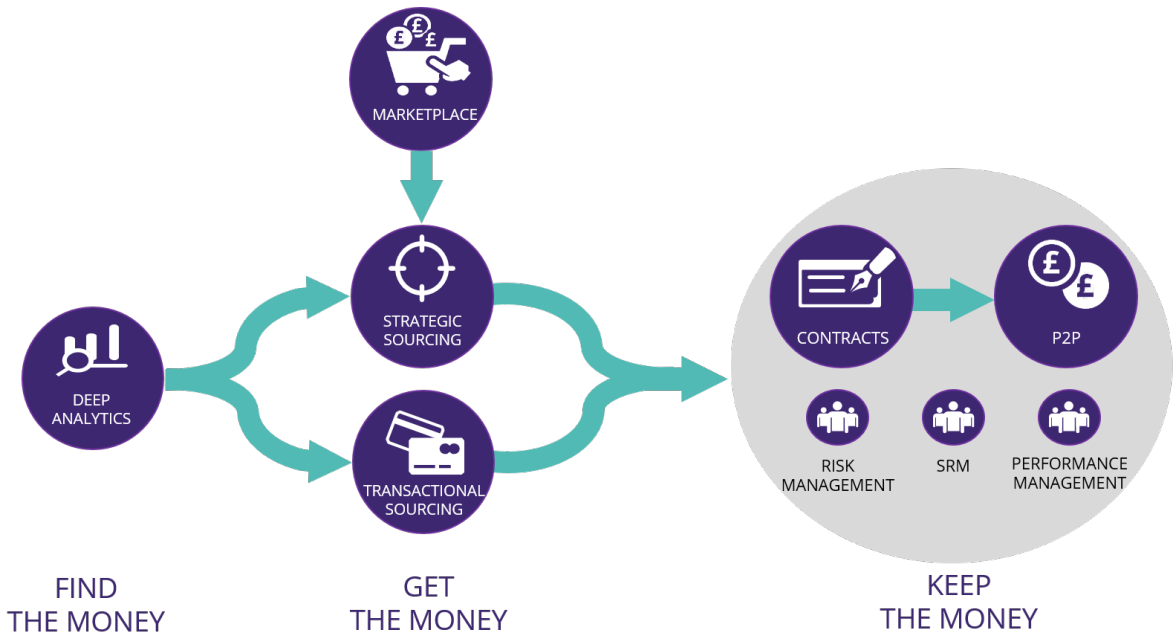 £
£
£
MARKETPLACE
STRATEGIC
SOURCING
DEEP
ANALYTICS
TRANSACTIONAL
SOURCING
CONTRACTS
£
£
P2P
RISK
MANAGEMENT
SRM
PERFORMANCE
MANAGEMENT
FIND
THE MONEY
GET
THE MONEY
KEEP
THE MONEY